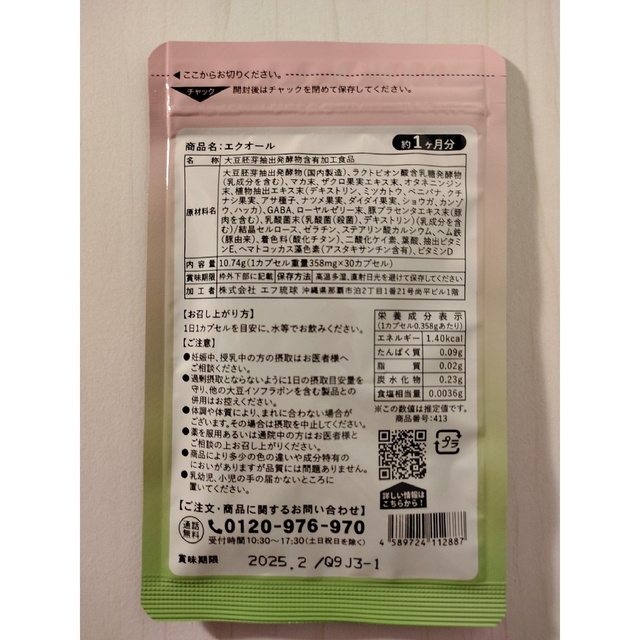 ここからお切りください。
チャック 開封後はチャックを閉めて保存してください。
商品名：エクオール
約1ヶ月分
名称 大豆胚芽抽出発酵物含有加工食品
原材料名 大豆胚芽抽出発酵物(国内製造)、ラクトビオン酸含有乳糖発酵物
(乳成分を含む)、マカ末、ザクロ果実エキス末、オタネニンジン
末、植物抽出エキス末(デキストリン、ミツカトウ、ベニバナ、クチ
ナシ果実、アサ種子、ナツメ果実、ダイダイ果実、ショウガ、カンゾ
ウ、ハッカ)、GABA、ローヤルゼリー末、豚プラセンタエキス末(豚
肉を含む)、乳酸菌末(乳酸菌(殺菌)、デキストリン)(乳成分を含
む)/結晶セルロース、ゼラチン、ステアリン酸カルシウム、ヘム鉄
(豚由来)、着色料(酸化チタン)、二酸化ケイ素、葉酸、抽出ビタミ
ンE、ヘマトコッカス藻色素(アスタキサンチン含有)、ビタミンD
内容量 10.74g(1カプセル重量358mg×30カプセル)
賞味期限 枠外下部に記載 保存方法 高温多湿、直射日光を避けて保存してください。
加工者 株式会社 エフ琉球 沖縄県那覇市泊2丁目1番21号尚平ビル1階
【お召し上がり方】
1日1カプセルを目安に、水等でお飲みください。
【ご注意】
●妊娠中、授乳中の方の摂取はお医者様へ
ご相談ください。
●過剰摂取とならないように1日の摂取目安量を
守り、他の大豆イソフラボンを含む製品との
併用はお控えください。
●体調や体質により、まれに合わない場合が
ございます。その場合は摂取を中止してください。
●薬を服用あるいは通院中の方はお医者様と
ご相談の上お召し上がりください。
●商品により多少の色の違いや成分特有の
においがありますが品質には問題ありません。
●乳幼児、小児の手の届かないところに
置いてください。
栄養成分表示
(1カプセル0.358gあたり)
エネルギー 1.40kcal
たんぱく質 0.09g
脂質 0.02g
炭水化物 0.23g
食塩相当量 0.0036g
※この数値は推定値です。
商品番号:413
プラ
詳しい情報は
こちらから!
【ご注文・商品に関するお問い合わせ】
通話無料 0120-976-970
受付時間 10:30～17:30(土日祝日を除く)
4 589724 112887
賞味期限 2025.2 /Q9J3-1